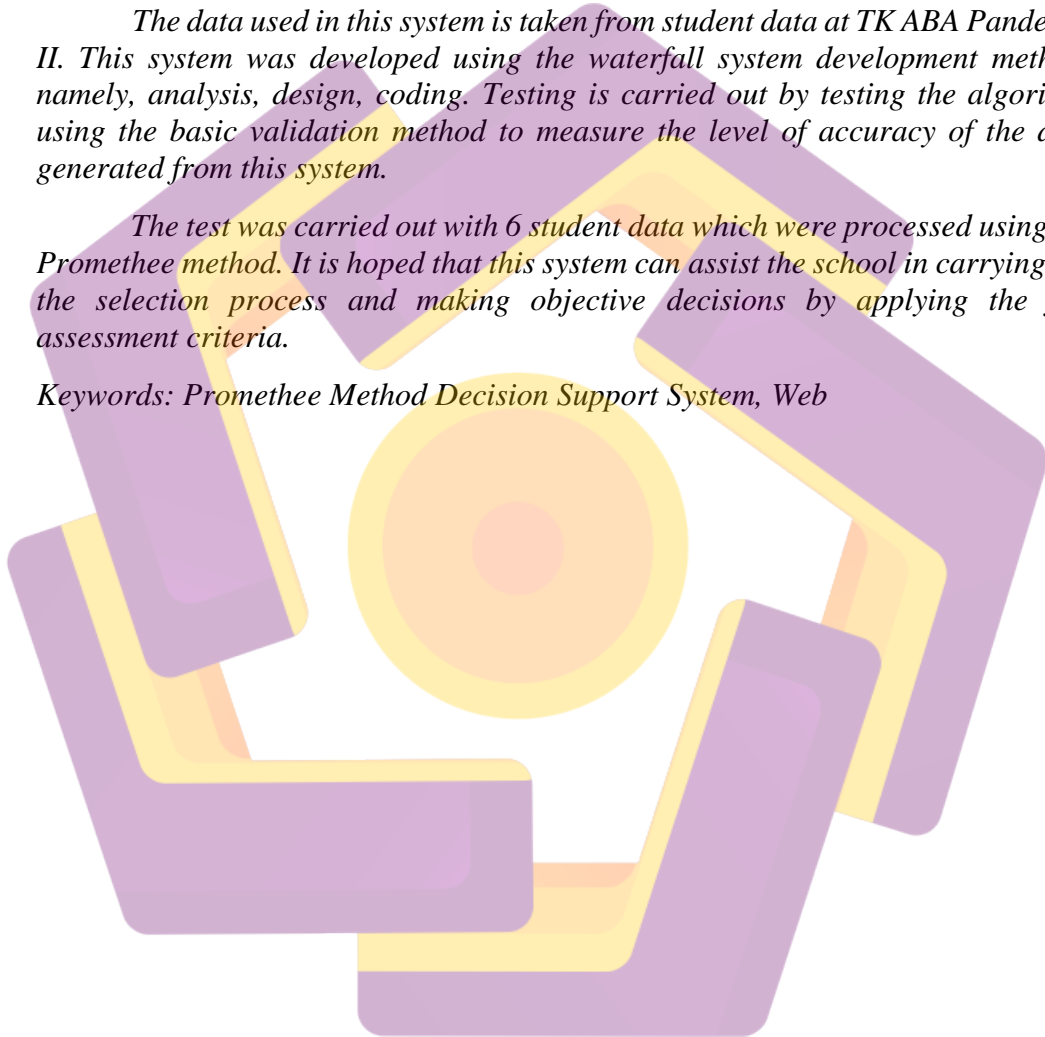 The data used in this system is taken from student data at TK ABA Pande
II. This system was developed using the waterfall system development meth
namely, analysis, design, coding. Testing is carried out by testing the algori
using the basic validation method to measure the level of accuracy of the
generated from this system.
The test was carried out with 6 student data which were processed using
Promethee method. It is hoped that this system can assist the school in carrying
the selection process and making objective decisions by applying the
assessment criteria.
Keywords: Promethee Method Decision Support System, Web